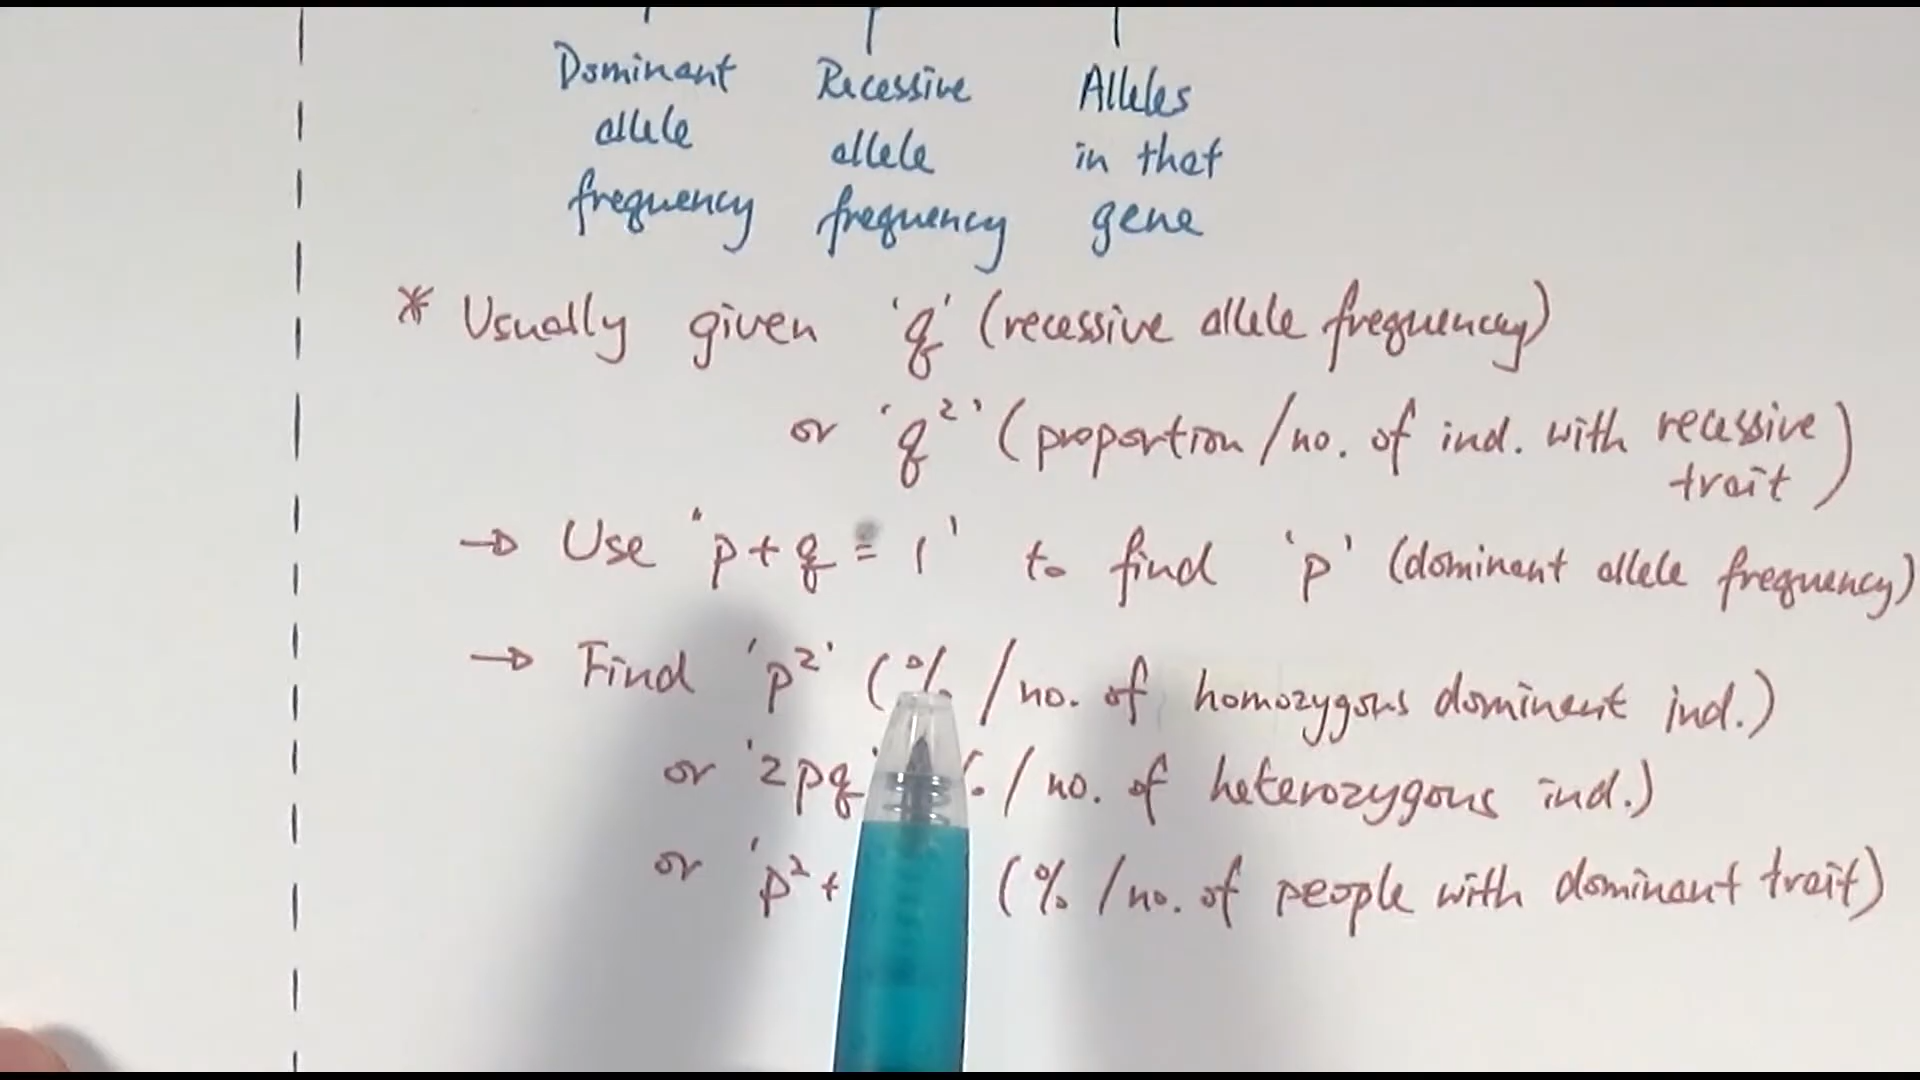 Dominant allele frequency
Recessive allele frequency
Alleles in that gene
* Usually given 'q' (recessive allele frequency)
or 'q²' (proportion/no. of ind. with recessive trait)
→ Use "p+q = 1' to find 'p' (dominant allele frequency)
→ Find 'p²' (% /no. of homozygous dominent ind.)
or '2pq' /no. of heterozygous ind.)
or 'p²+ (% /no. of people with dominant trait)